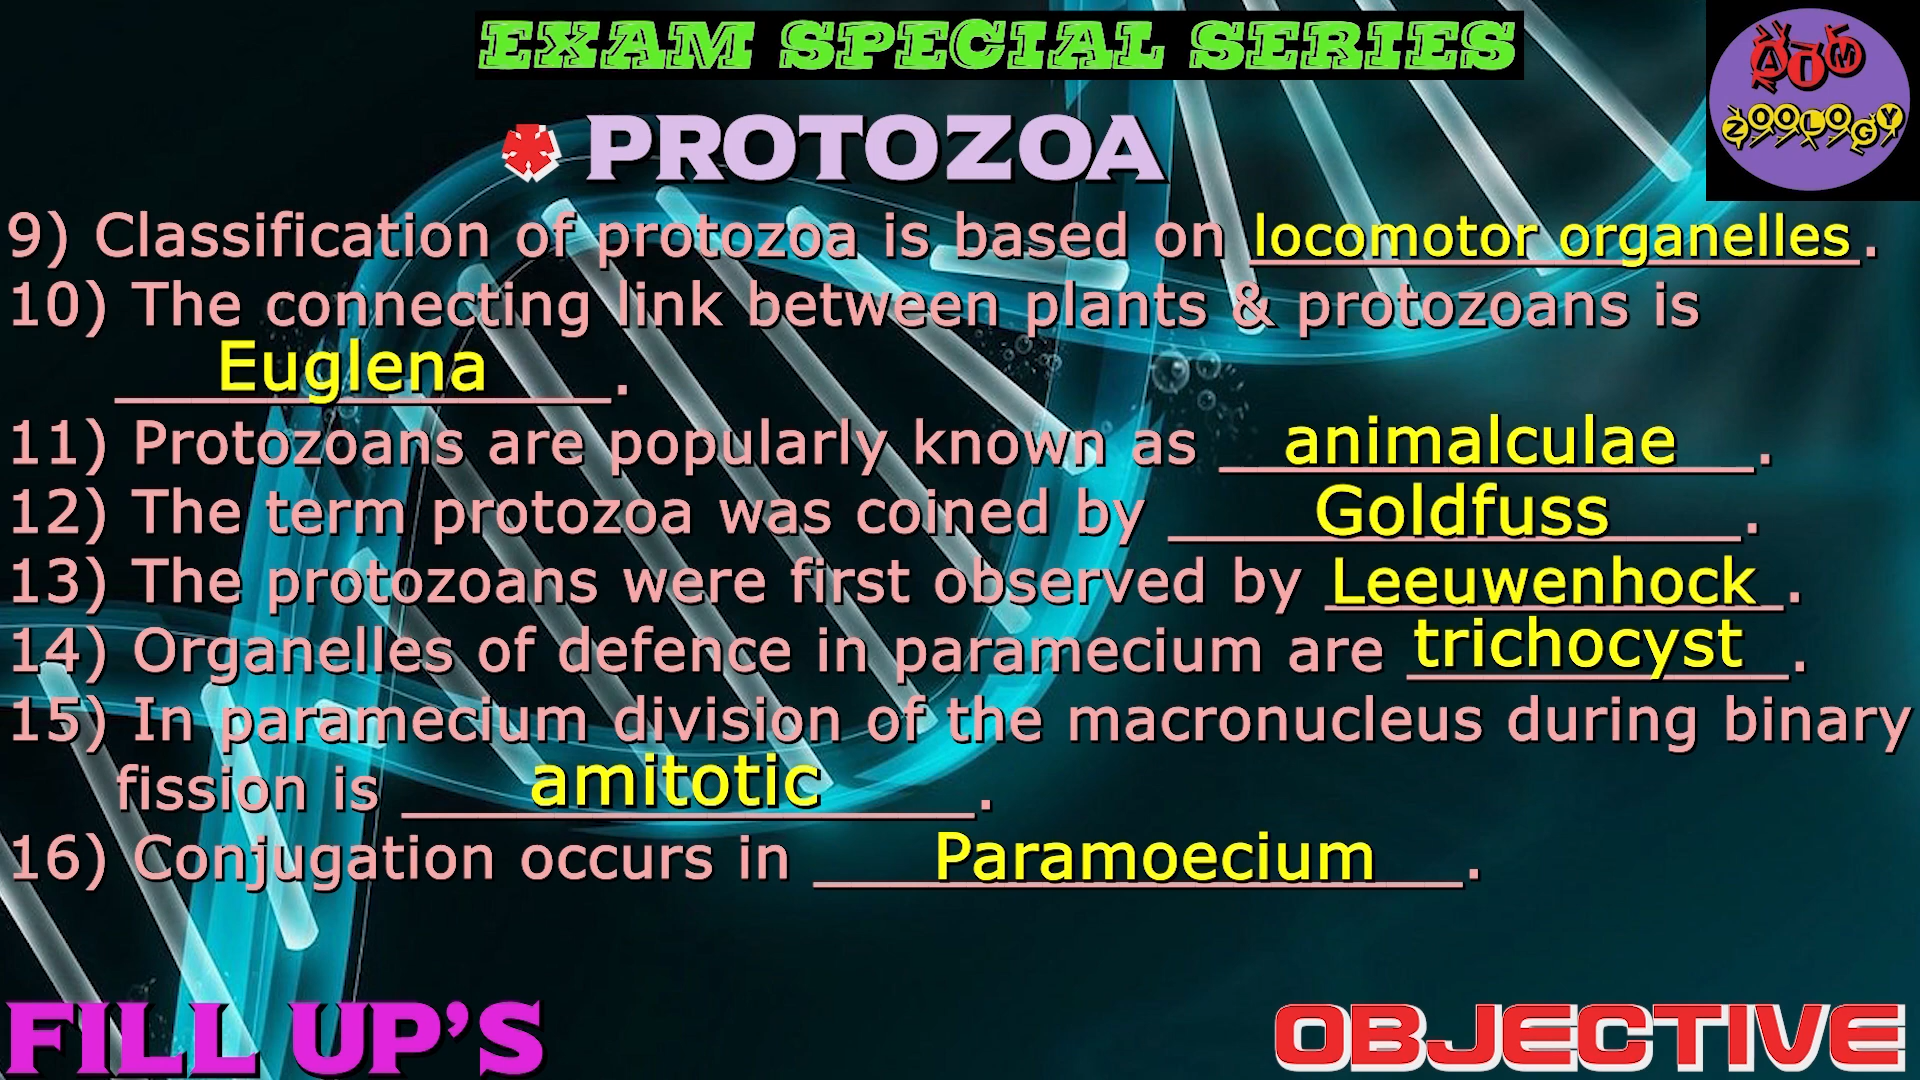 EXAM SPECIAL SERIES
AIM
ZOOLOGY
PROTOZOA
9) Classification of protozoa is based on locomotor organelles.
10) The connecting link between plants & protozoans is
Euglena.
11) Protozoans are popularly known as animalculae.
12) The term protozoa was coined by Goldfuss.
13) The protozoans were first observed by Leeuwenhock.
14) Organelles of defence in paramecium are trichocyst.
15) In paramecium division of the macronucleus during binary
fission is amitotic.
16) Conjugation occurs in Paramoecium.
FILL UP'S
OBJECTIVE